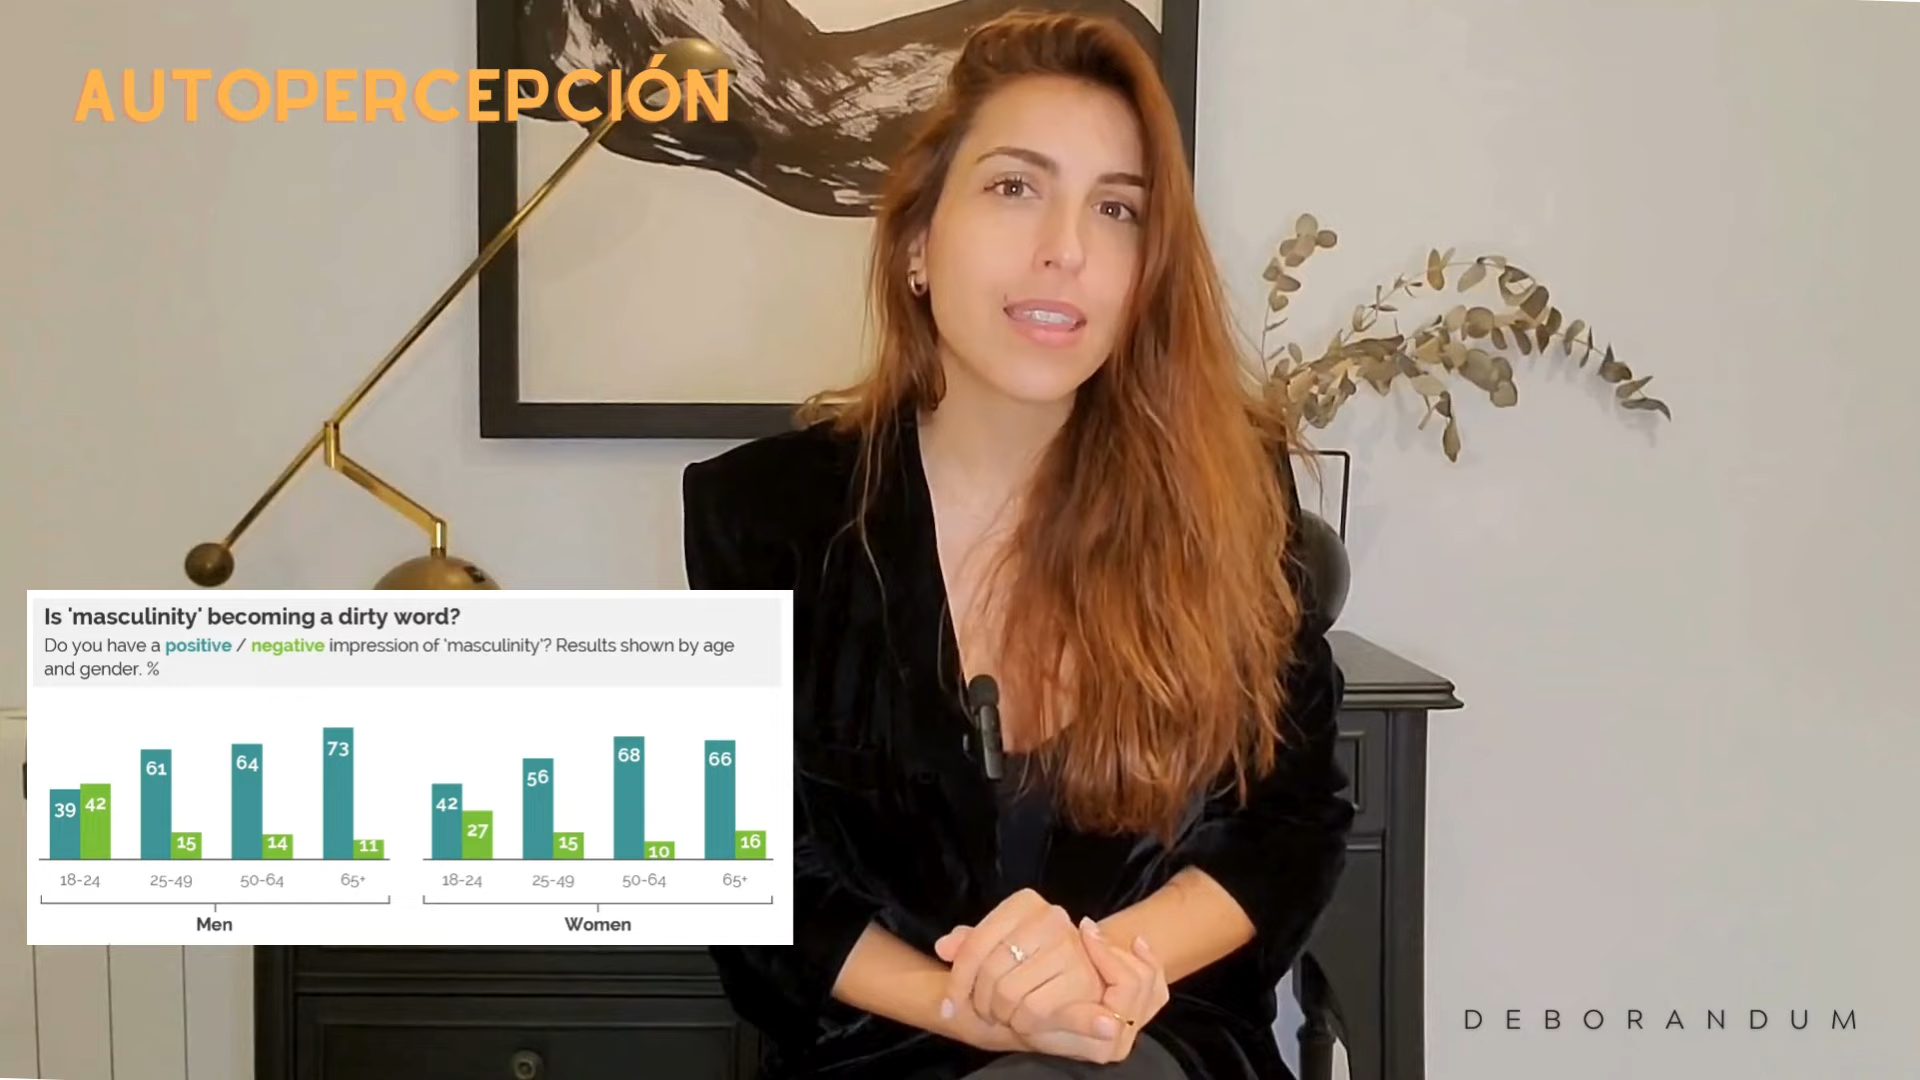 AUTOPERCEPCIÓN
Is 'masculinity' becoming a dirty word?
Do you have a positive / negative impression of 'masculinity'? Results shown by age
and gender. %
39 42 61 15 64 14 73 11 42 27 56 15 68 10 66 16
18-24 25-49 50-64 65+ 18-24 25-49 50-64 65+
Men Women
DEBORANDUM